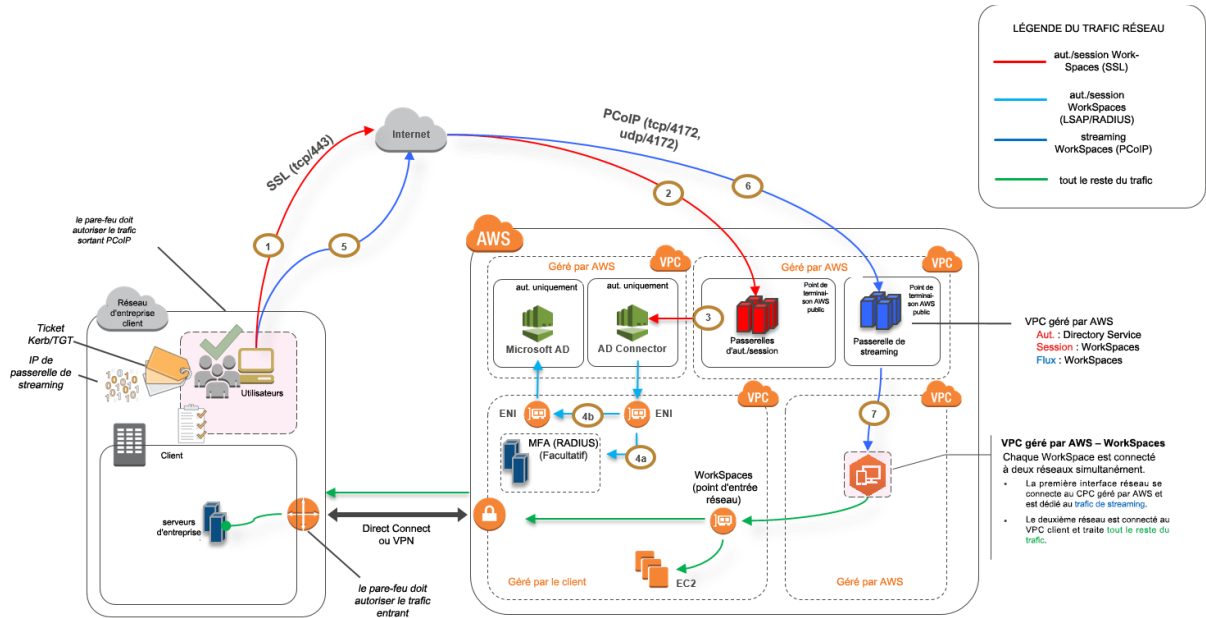 LÉGENDE DU TRAFIC RÉSEAU
aut./session Work-
Spaces (SSL)
aut./session
WorkSpaces
(LSAP/RADIUS)
streaming
WorkSpaces (PCoIP)
tout le reste du trafic
Internet
PCoIP (tcp/4172,
udp/4172)
SSL (tcp/443)
1
5
2
6
le pare-feu doit
autoriser le trafic
sortant PCoIP
AWS
Géré par AWS
VPC
Géré par AWS
VPC
aut. uniquement
Microsoft AD
aut. uniquement
AD Connector
3
Passerelles
d'aut./session
Point de
terminai-
son AWS
public
Point de
terminai-
son AWS
public
Passerelle de
streaming
VPC géré par AWS
Aut. : Directory Service
Session : WorkSpaces
Flux : WorkSpaces
Réseau
d'entreprise
client
Ticket
Kerb/TGT
IP de
passerelle de
streaming
Utilisateurs
Client
serveurs
d'entreprise
Direct Connect
ou VPN
le pare-feu doit
autoriser le trafic
entrant
VPC
ENI
4b
ENI
4a
MFA (RADIUS)
(Facultatif)
WorkSpaces
(point d'entrée
réseau)
EC2
Géré par le client
VPC
7
Géré par AWS
VPC géré par AWS – WorkSpaces
Chaque WorkSpace est connecté
à deux réseaux simultanément.
• La première interface réseau se
connecte au CPC géré par AWS et
est dédié au trafic de streaming.
• Le deuxième réseau est connecté au
VPC client et traite tout le reste du
trafic.